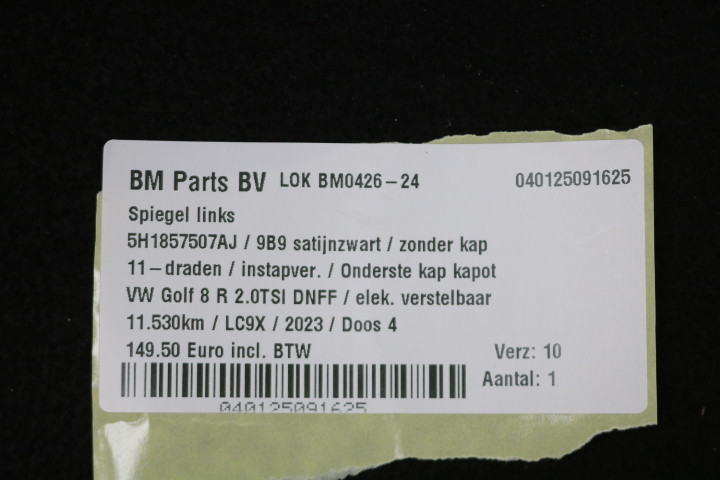 BM Parts BV LOK BM0426-24 040125091625
Spiegel links
5H1857507AJ / 9B9 satijnzwart / zonder kap
11-draden / instapver. / Onderste kap kapot
VW Golf 8 R 2.0TSI DNFF / elek. verstelbaar
11.530km / LC9X / 2023 / Doos 4
149.50 Euro incl. BTW Verz: 10
Aantal: 1
040125091625